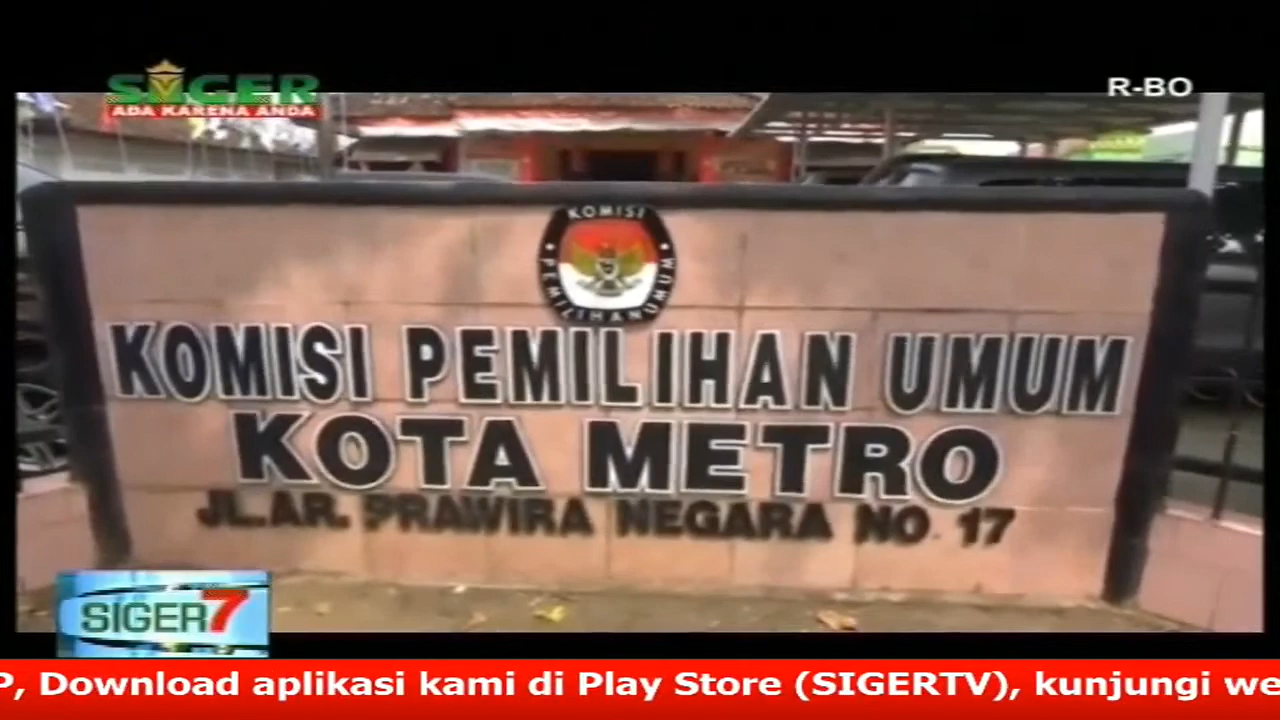 SIGER
ADA KARENA ANDA
R-BO
KOMISI
PEMILIHAN UMUM
KOMISI PEMILIHAN UMUM
KOTA METRO
JL.AR. PRAWIRA NEGARA NO. 17
SIGER7
P, Download aplikasi kami di Play Store (SIGERTV), kunjungi we